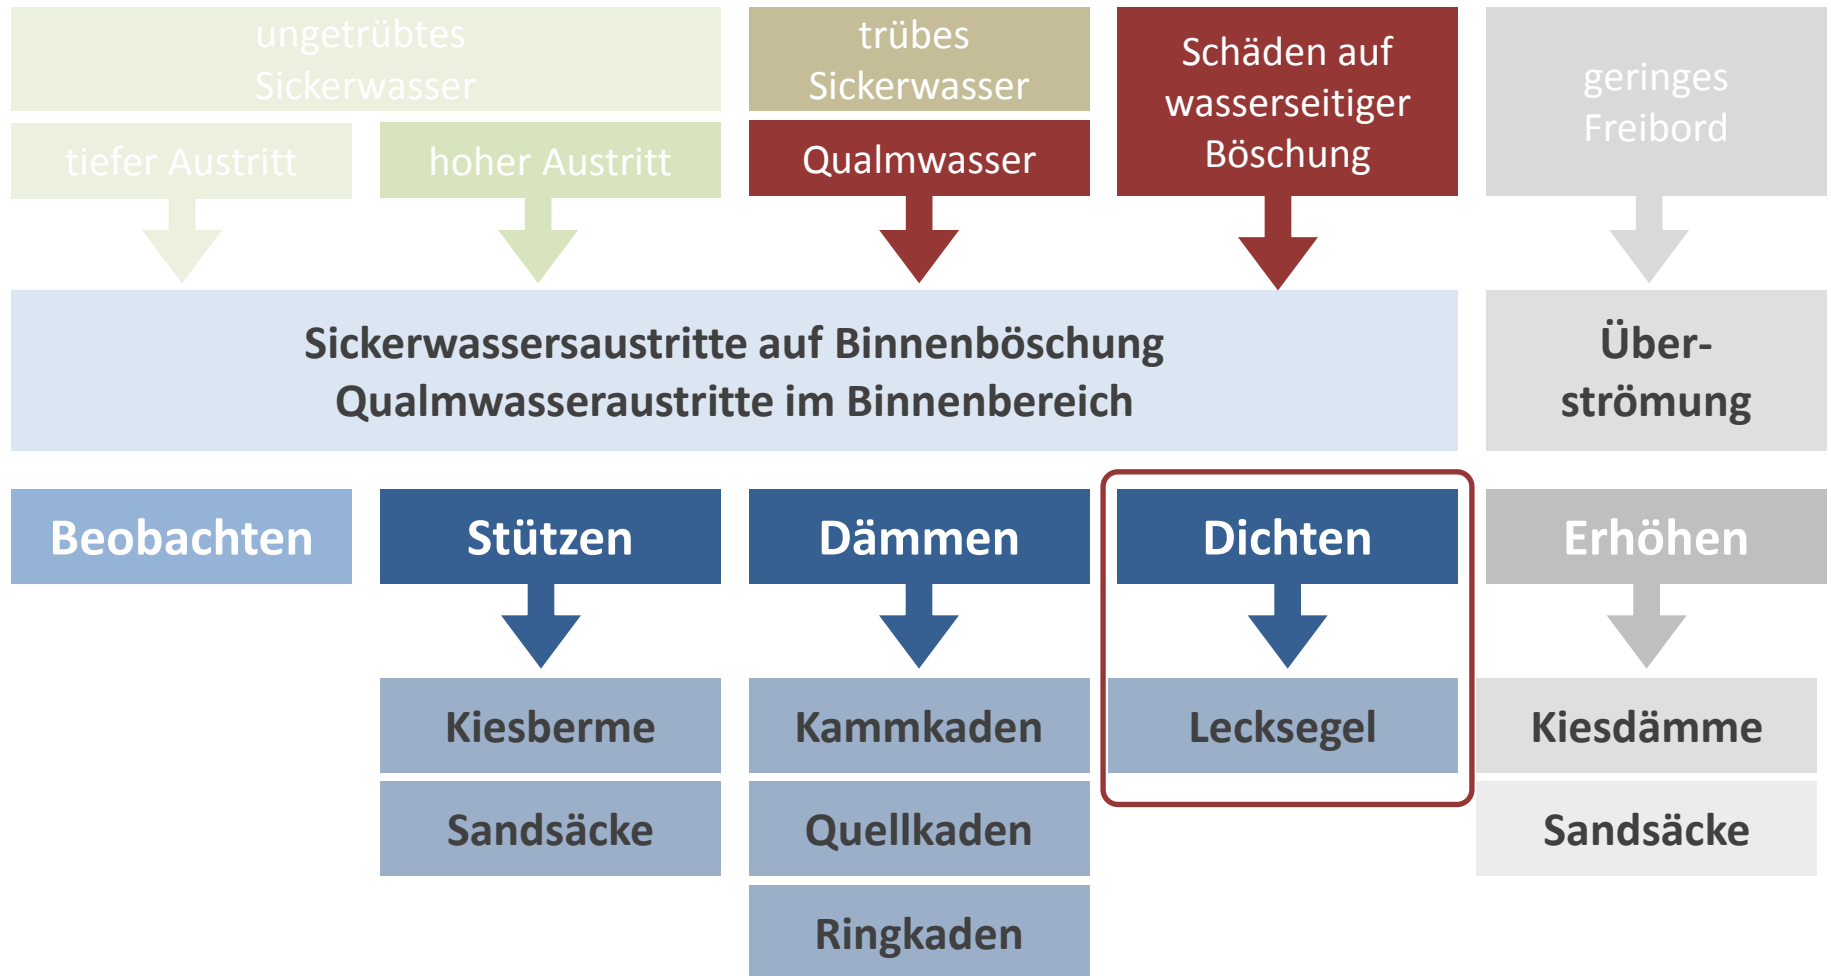 ungetrübtes
Sickerwasser
trübes
Sickerwasser
Schäden auf
wasserseitiger
Böschung
geringes
Freibord
tiefer Austritt
hoher Austritt
Qualmwasser
Sickerwassersaustritte auf Binnenböschung
Qualmwasseraustritte im Binnenbereich
Über-
strömung
Beobachten
Stützen
Dämmen
Dichten
Erhöhen
Kiesberme
Kammkaden
Lecksegel
Kiesdämme
Sandsäcke
Quellkaden
Sandsäcke
Ringkaden